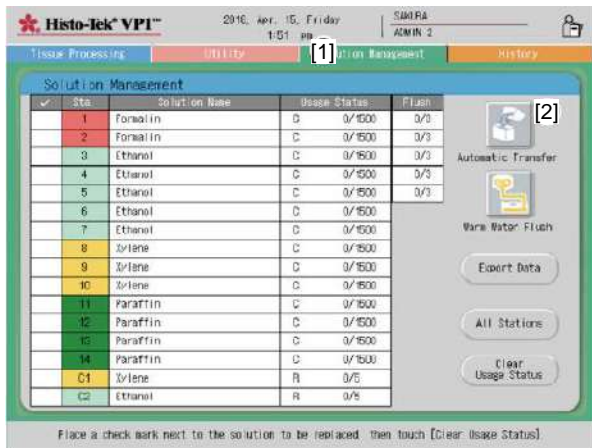 Histo-Tek® VP1™
2016, Apr. 15, Friday
1:51 PM
SAKURA
ADMIN 2
Tissue Processing
Utility
[1]
Solution Management
History
Solution Management
✓ Sta. Solution Name Usage Status Flush
1 Formalin C 0/1500 0/3
2 Formalin C 0/1500 0/3
3 Ethanol C 0/1500 0/3
4 Ethanol C 0/1500 0/3
5 Ethanol C 0/1500 0/3
6 Ethanol C 0/1500
7 Ethanol C 0/1500
8 Xylene C 0/1500
9 Xylene C 0/1500
10 Xylene C 0/1500
11 Paraffin C 0/1500
12 Paraffin C 0/1500
13 Paraffin C 0/1500
14 Paraffin C 0/1500
C1 Xylene R 0/5
C2 Ethanol R 0/5
[2]
Automatic Transfer
Warm Water Flush
Export Data
All Stations
Clear
Usage Status
Place a check mark next to the solution to be replaced then touch [Clear Usage Status]